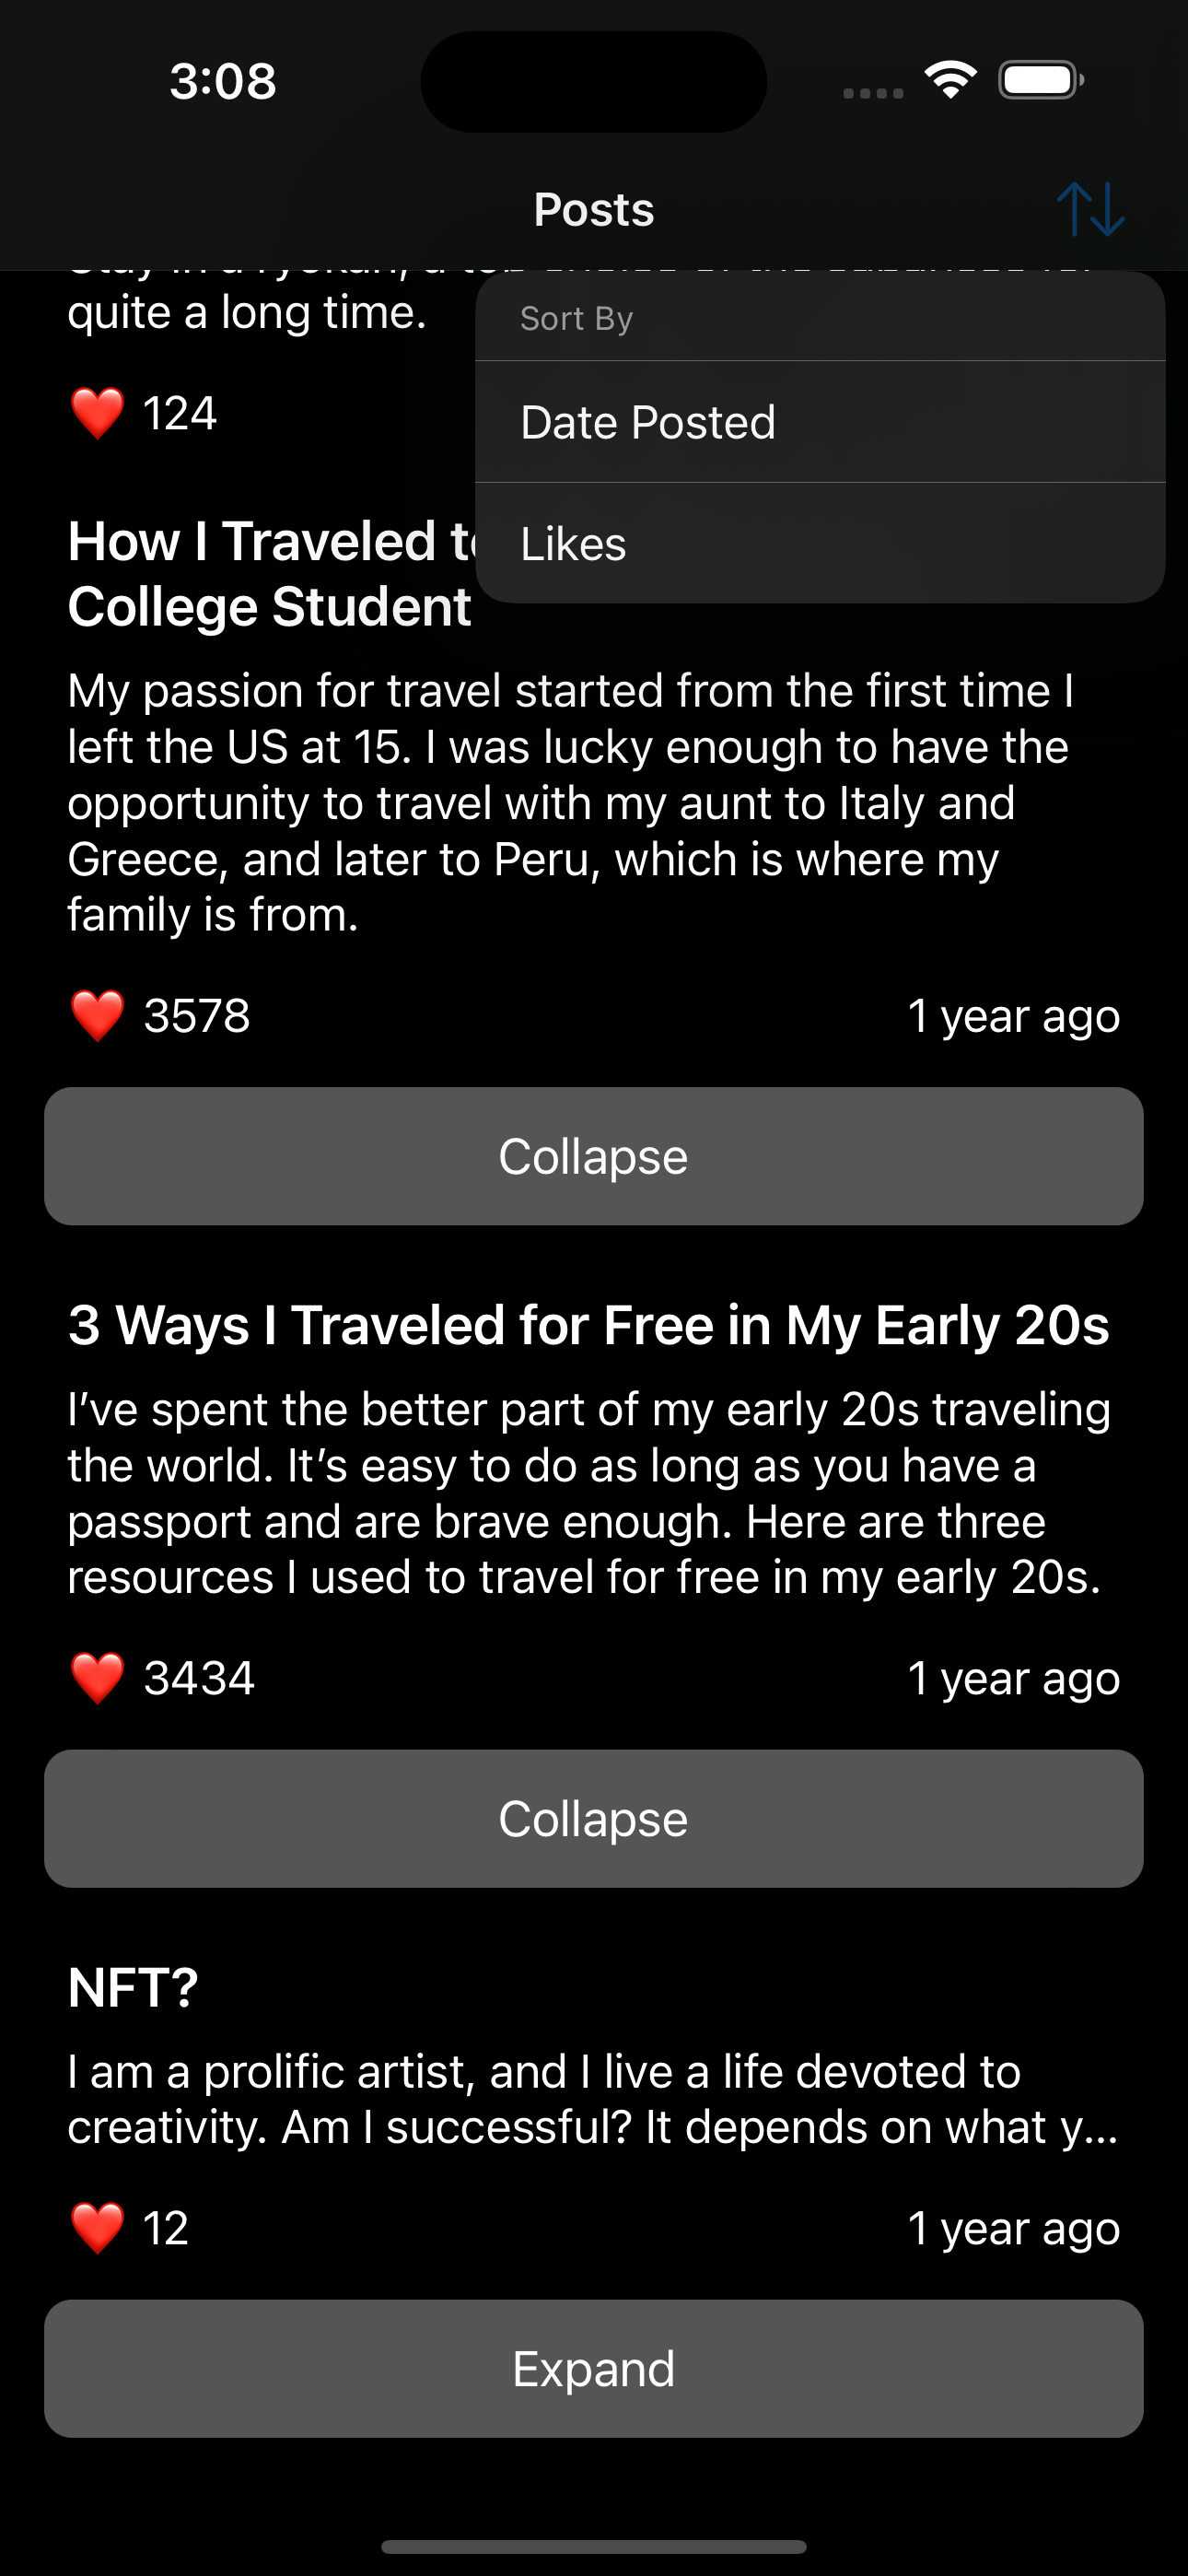 3:08
Posts
quite a long time.
Sort By
❤️ 124
Date Posted
Likes
How I Traveled
College Student
My passion for travel started from the first time I
left the US at 15. I was lucky enough to have the
opportunity to travel with my aunt to Italy and
Greece, and later to Peru, which is where my
family is from.
❤️ 3578
1 year ago
Collapse
3 Ways I Traveled for Free in My Early 20s
I’ve spent the better part of my early 20s traveling
the world. It’s easy to do as long as you have a
passport and are brave enough. Here are three
resources I used to travel for free in my early 20s.
❤️ 3434
1 year ago
Collapse
NFT?
I am a prolific artist, and I live a life devoted to
creativity. Am I successful? It depends on what y...
❤️ 12
1 year ago
Expand